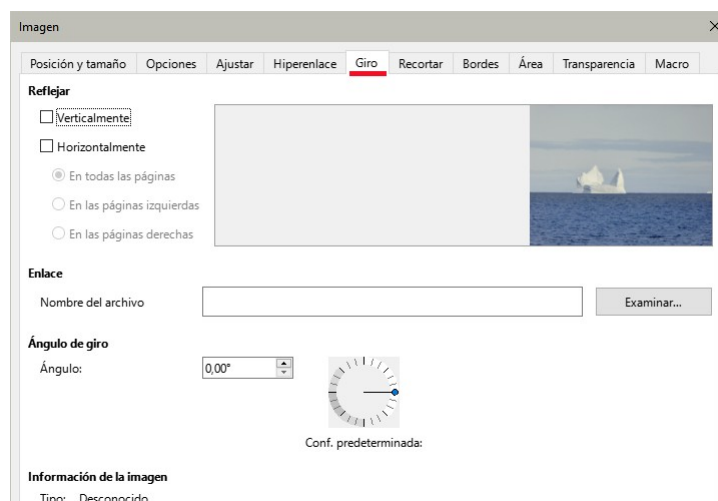 Imagen
Posición y tamaño Opciones Ajustar Hiperenlace Giro Recortar Bordes Área Transparencia Macro
Reflejar
Verticalmente
Horizontalmente
En todas las páginas
En las páginas izquierdas
En las páginas derechas
Enlace
Nombre del archivo Examinar...
Ángulo de giro
Ángulo: 0,00°
Conf. predeterminada:
Información de la imagen
Tipo: Desconocido